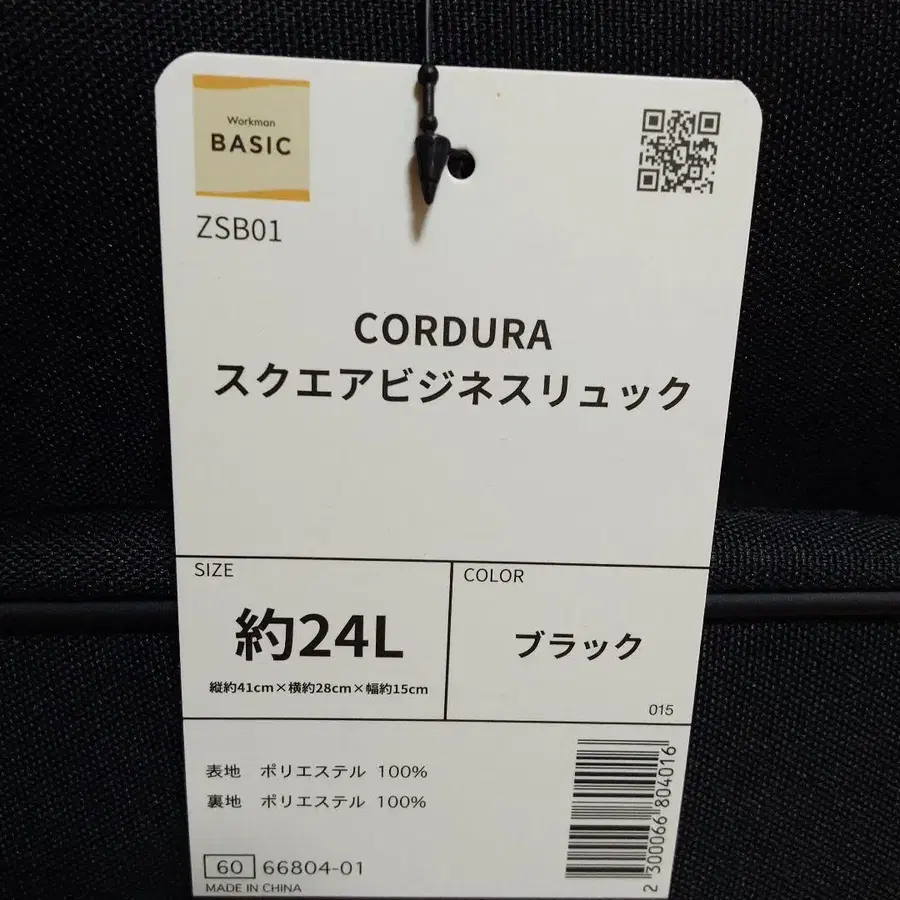 Workman
BASIC
ZSB01
CORDURA
スクエアビジネスリュック
SIZE
約24L
縦約41cm×横約28cm×幅約15cm
COLOR
ブラック
015
表地 ポリエステル 100%
裏地 ポリエステル 100%
60 66804-01
MADE IN CHINA
2300066804016